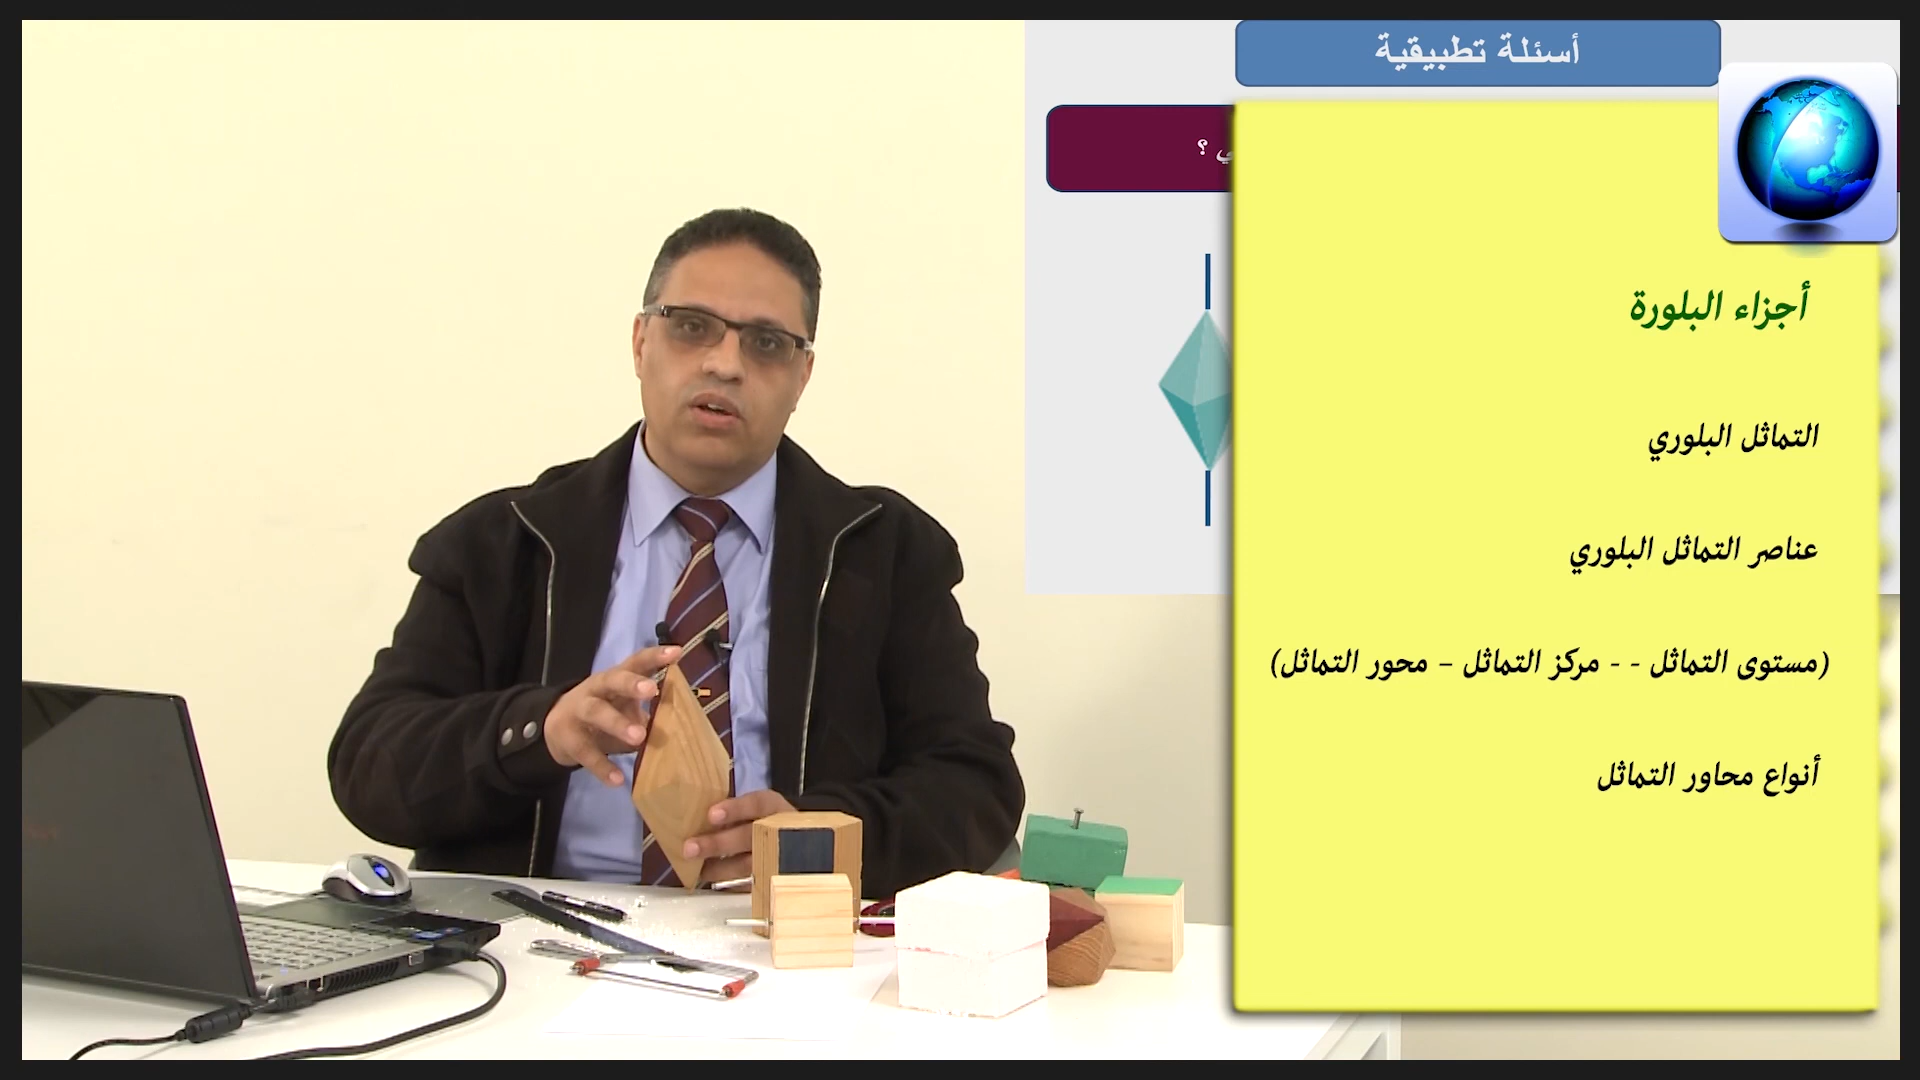 أسئلة تطبيقية
ي ؟
أجزاء البلورة
التماثل البلوري
عناصر التماثل البلوري
(مستوى التماثل - - مركز التماثل – محور التماثل)
أنواع محاور التماثل